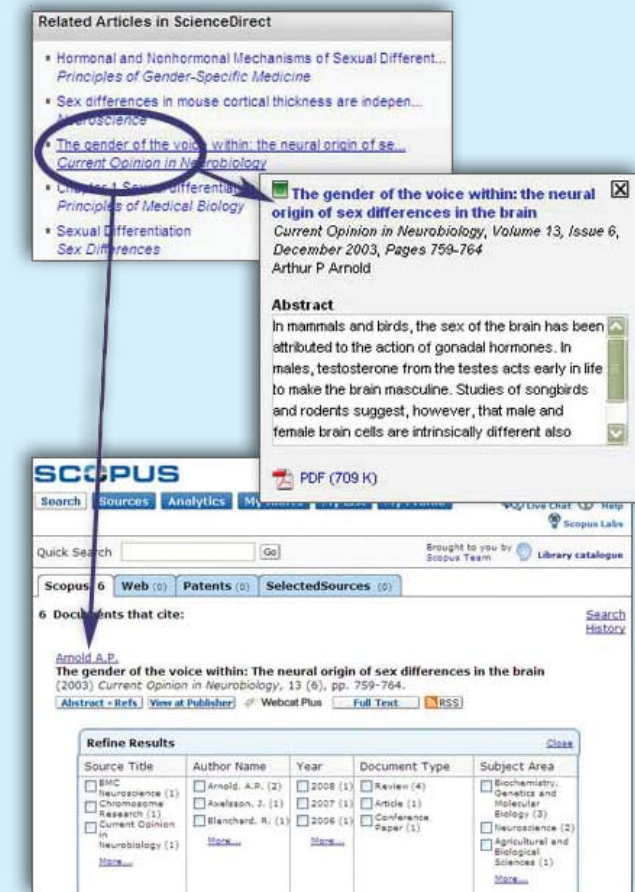 Related Articles in ScienceDirect
Hormonal and Nonhormonal Mechanisms of Sexual Different...
Principles of Gender-Specific Medicine
Sex differences in mouse cortical thickness are indepen...
Neuroscience
The gender of the voice within: the neural origin of se...
Current Opinion in Neurobiology
Chapter 1 Sexual differentiation
Principles of Medical Biology
Sexual Differentiation
Sex Differences
The gender of the voice within: the neural
origin of sex differences in the brain
Current Opinion in Neurobiology, Volume 13, Issue 6,
December 2003, Pages 759-764
Arthur P Arnold
Abstract
In mammals and birds, the sex of the brain has been
attributed to the action of gonadal hormones. In
males, testosterone from the testes acts early in life
to make the brain masculine. Studies of songbirds
and rodents suggest, however, that male and
female brain cells are intrinsically different also
PDF (709 K)
SCOPUS
Search Sources Analytics My Alerts My List My Profile
Live Chat Help
Scopus Labs
Quick Search Go
Brought to you by
Scopus Team
Library catalogue
Scopus 6 Web (0) Patents (0) SelectedSources (0)
6 Documents that cite:
Search
History
Arnold A.P.
The gender of the voice within: The neural origin of sex differences in the brain
(2003) Current Opinion in Neurobiology, 13 (6), pp. 759-764.
Abstract + Refs View at Publisher Webcat Plus Full Text RSS
Refine Results Close
Source Title Author Name Year Document Type Subject Area
BMC
Neuroscience (1)
Chromosome
Research (1)
Current Opinion
in
Neurobiology (1)
More...
Arnold, A.P. (2)
Axelsson, J. (1)
Blanchard, R. (1)
More...
2008 (1)
2007 (1)
2006 (1)
More...
Review (4)
Article (1)
Conference
Paper (1)
Biochemistry,
Genetics and
Molecular
Biology (3)
Neuroscience (2)
Agricultural and
Biological
Sciences (1)
More...